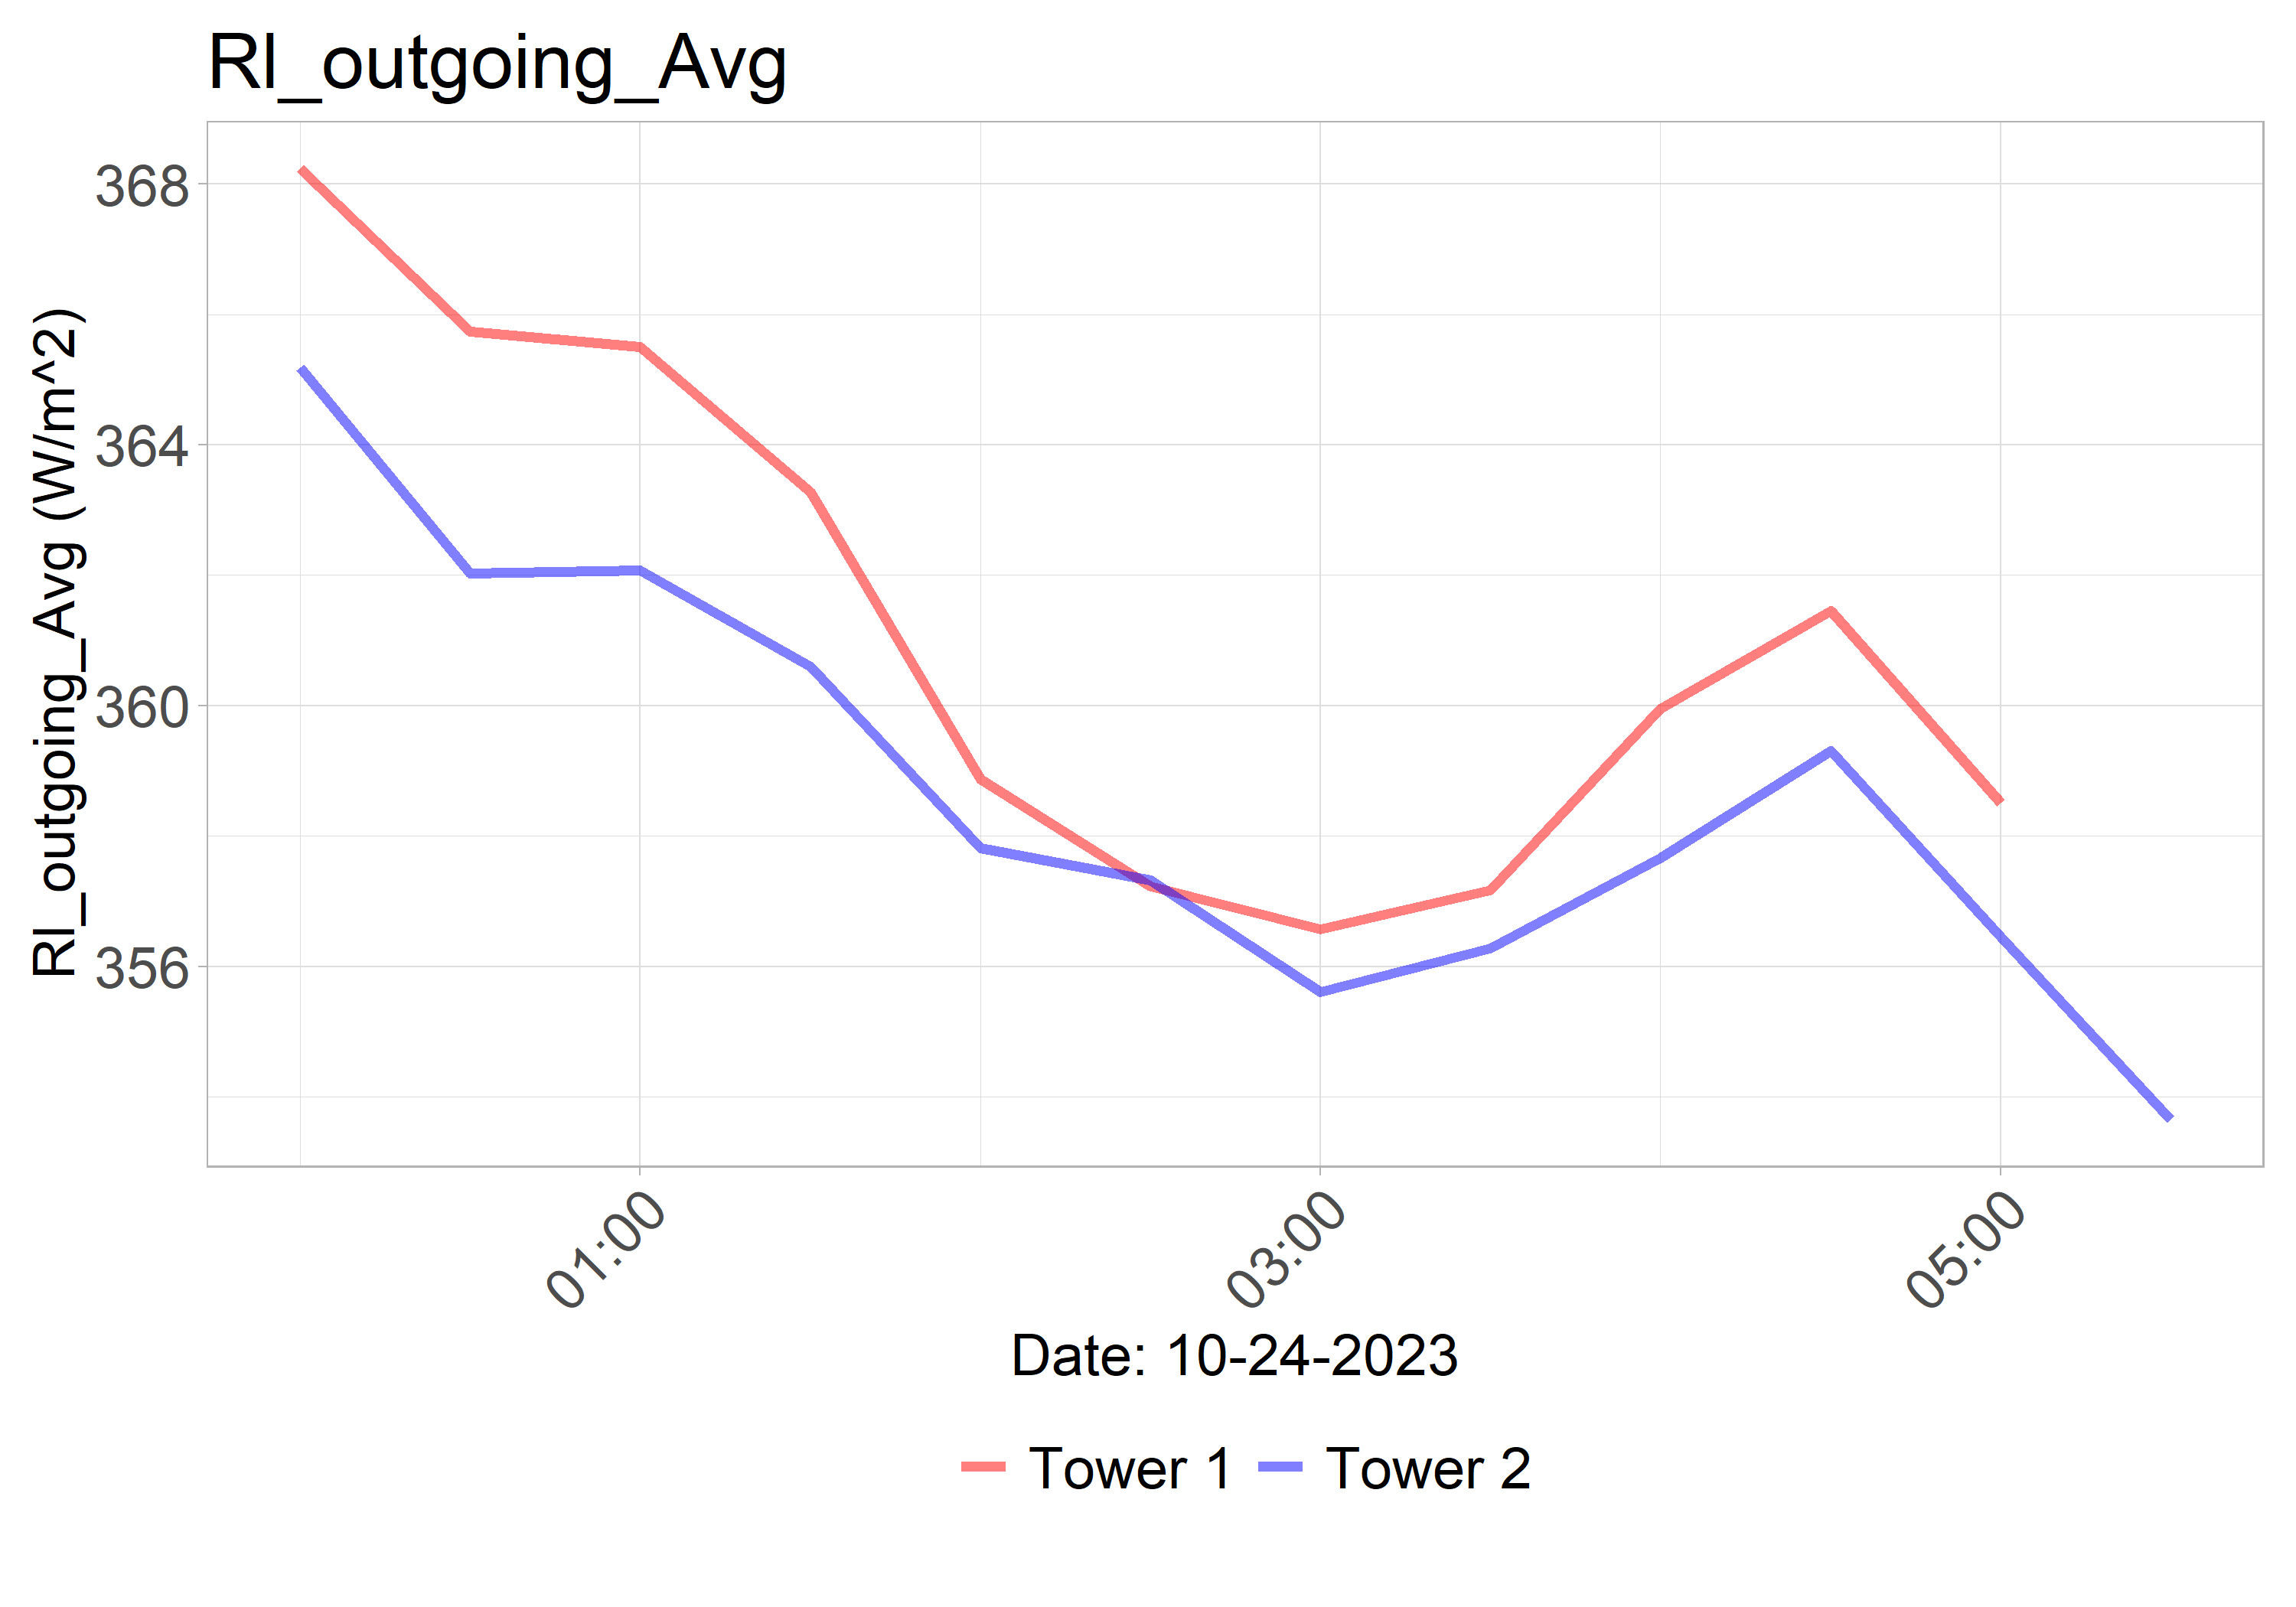 Rl_outgoing_Avg
Rl_outgoing_Avg (W/m^2)
368
364
360
356
01:00
03:00
05:00
Date: 10-24-2023
Tower 1
Tower 2